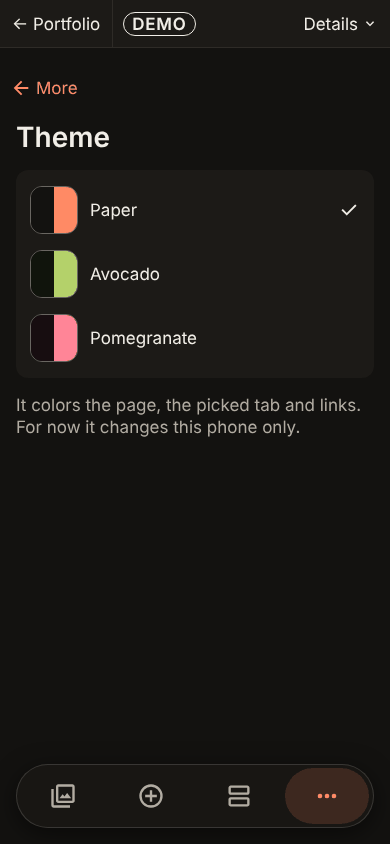 ← Portfolio
DEMO
Details
← More
Theme
Paper
Avocado
Pomegranate
It colors the page, the picked tab and links.
For now it changes this phone only.